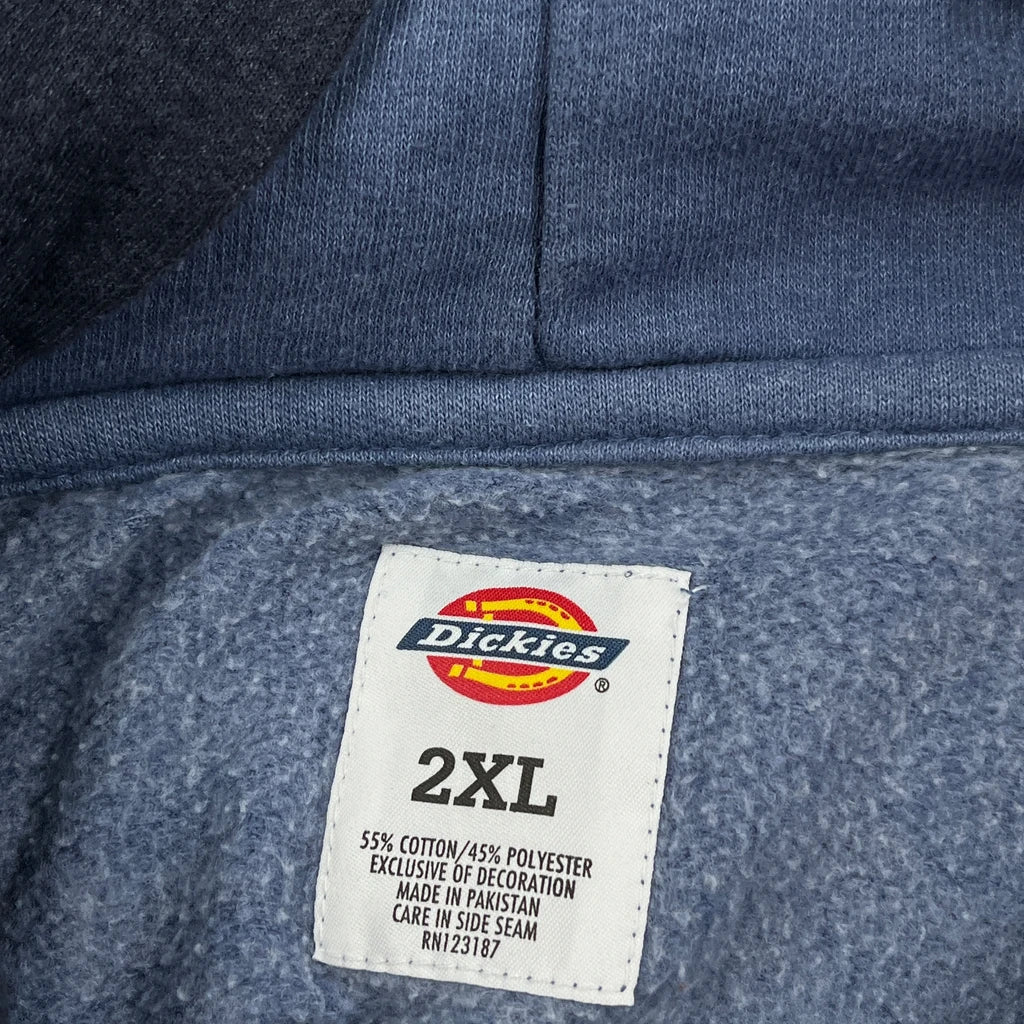 Dickies
®
2XL
55% COTTON/45% POLYESTER
EXCLUSIVE OF DECORATION
MADE IN PAKISTAN
CARE IN SIDE SEAM
RN123187